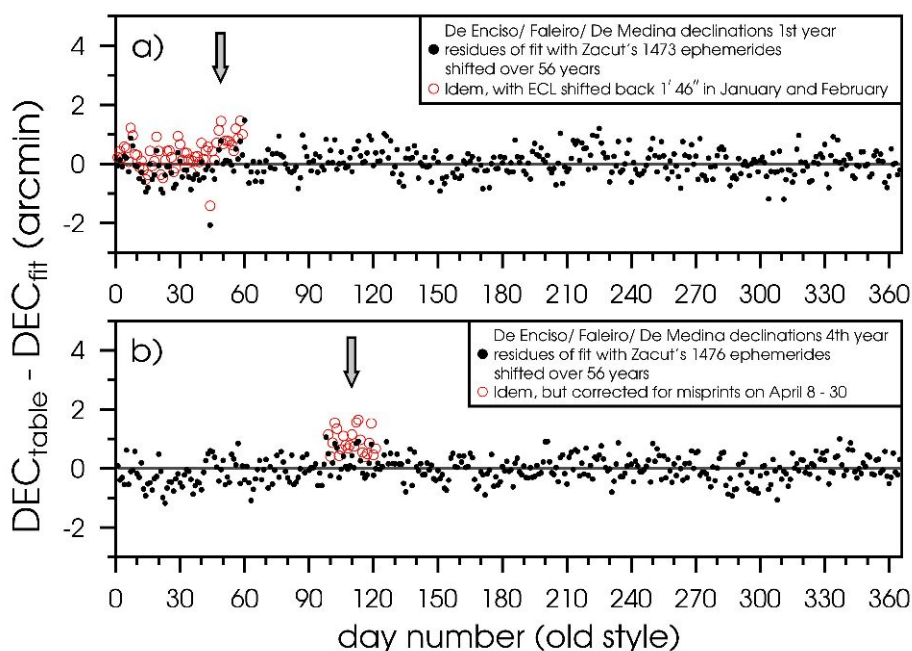 DEC table - DEC fit (arcmin)
a)
De Enciso/ Faleiro/ De Medina declinations 1st year
residues of fit with Zacut's 1473 ephemerides
shifted over 56 years
Idem, with ECL shifted back 1' 46" in January and February
4
2
0
-2
0 30 60 90 120 150 180 210 240 270 300 330 360
b)
De Enciso/ Faleiro/ De Medina declinations 4th year
residues of fit with Zacut's 1476 ephemerides
shifted over 56 years
Idem, but corrected for misprints on April 8 - 30
4
2
0
-2
0 30 60 90 120 150 180 210 240 270 300 330 360
day number (old style)